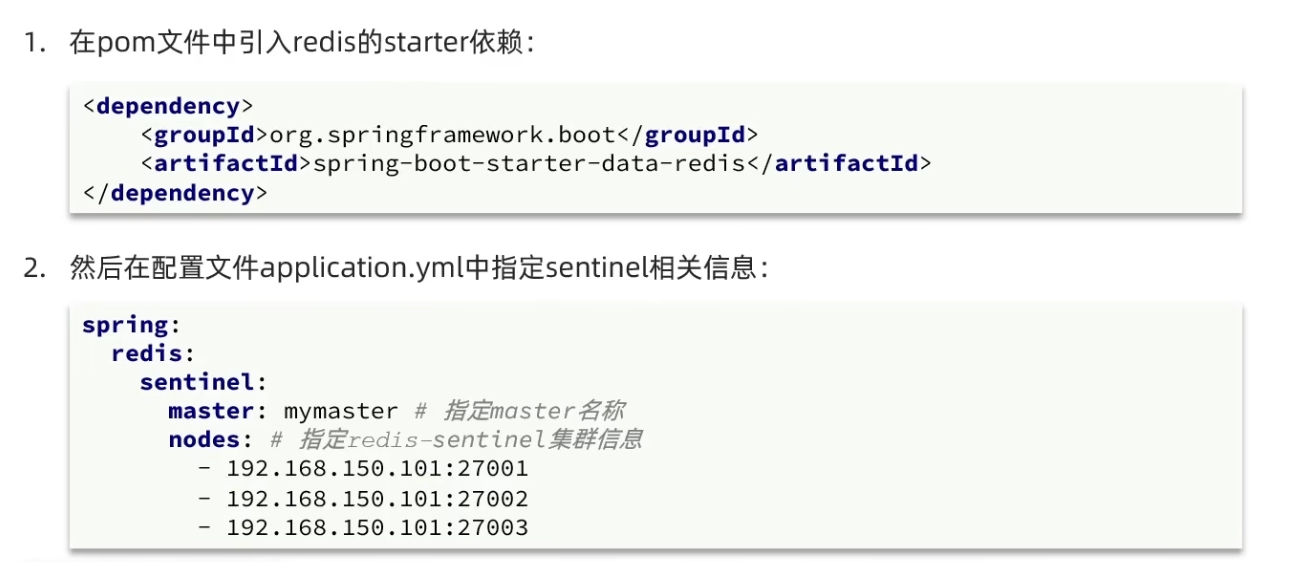 1. 在pom文件中引入redis的starter依赖：
<dependency>
    <groupId>org.springframework.boot</groupId>
    <artifactId>spring-boot-starter-data-redis</artifactId>
</dependency>
2. 然后在配置文件application.yml中指定sentinel相关信息：
spring:
  redis:
    sentinel:
      master: mymaster # 指定master名称
      nodes: # 指定redis-sentinel集群信息
        - 192.168.150.101:27001
        - 192.168.150.101:27002
        - 192.168.150.101:27003